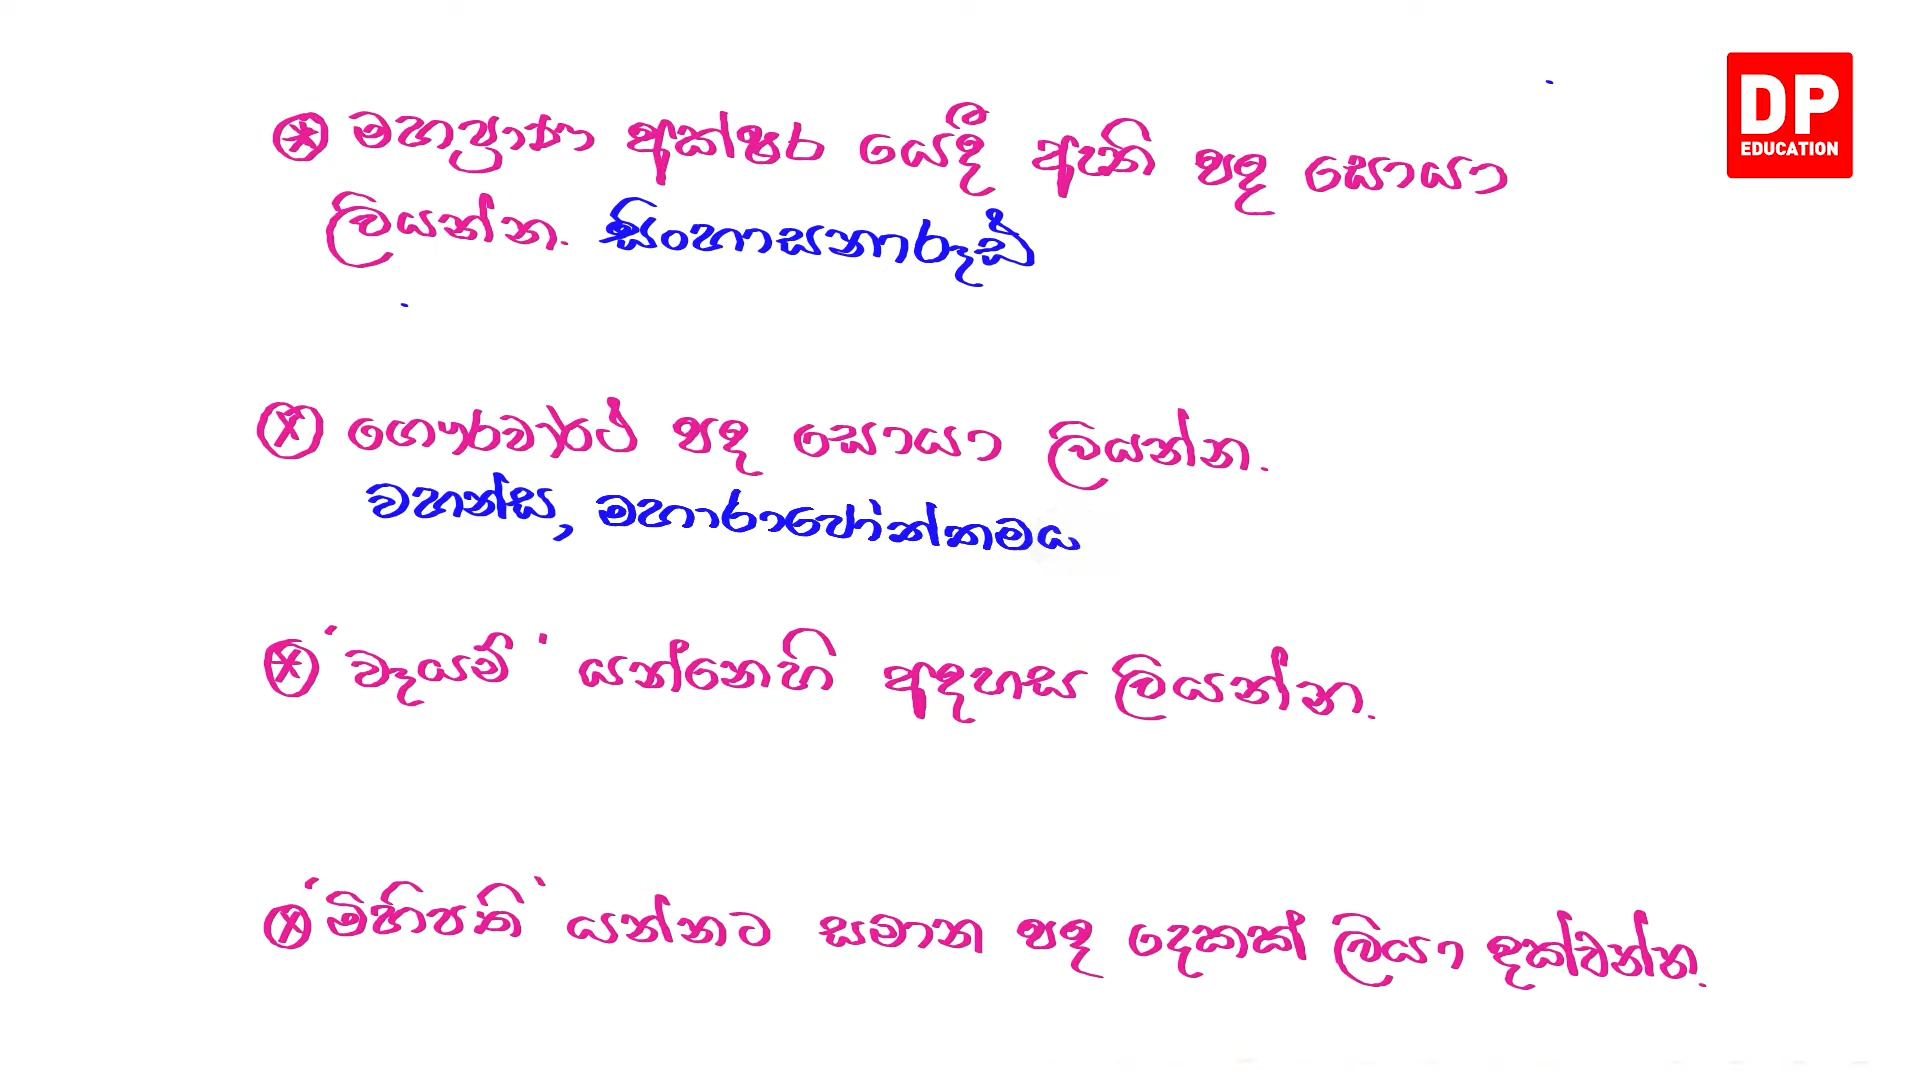 මහප්‍රාණ අක්ෂර යෙදී ඇති පද සොයා
ලියන්න. සිංහාසනාරූඪ
ගෞරවාර්ථ පද සොයා ලියන්න.
වහන්ස, මහාරාජෝත්තමය
'වෑයම්' යන්නෙහි අදහස ලියන්න.
'මිහිපති' යන්නට සමාන පද දෙකක් ලියා දක්වන්න.
DP
EDUCATION